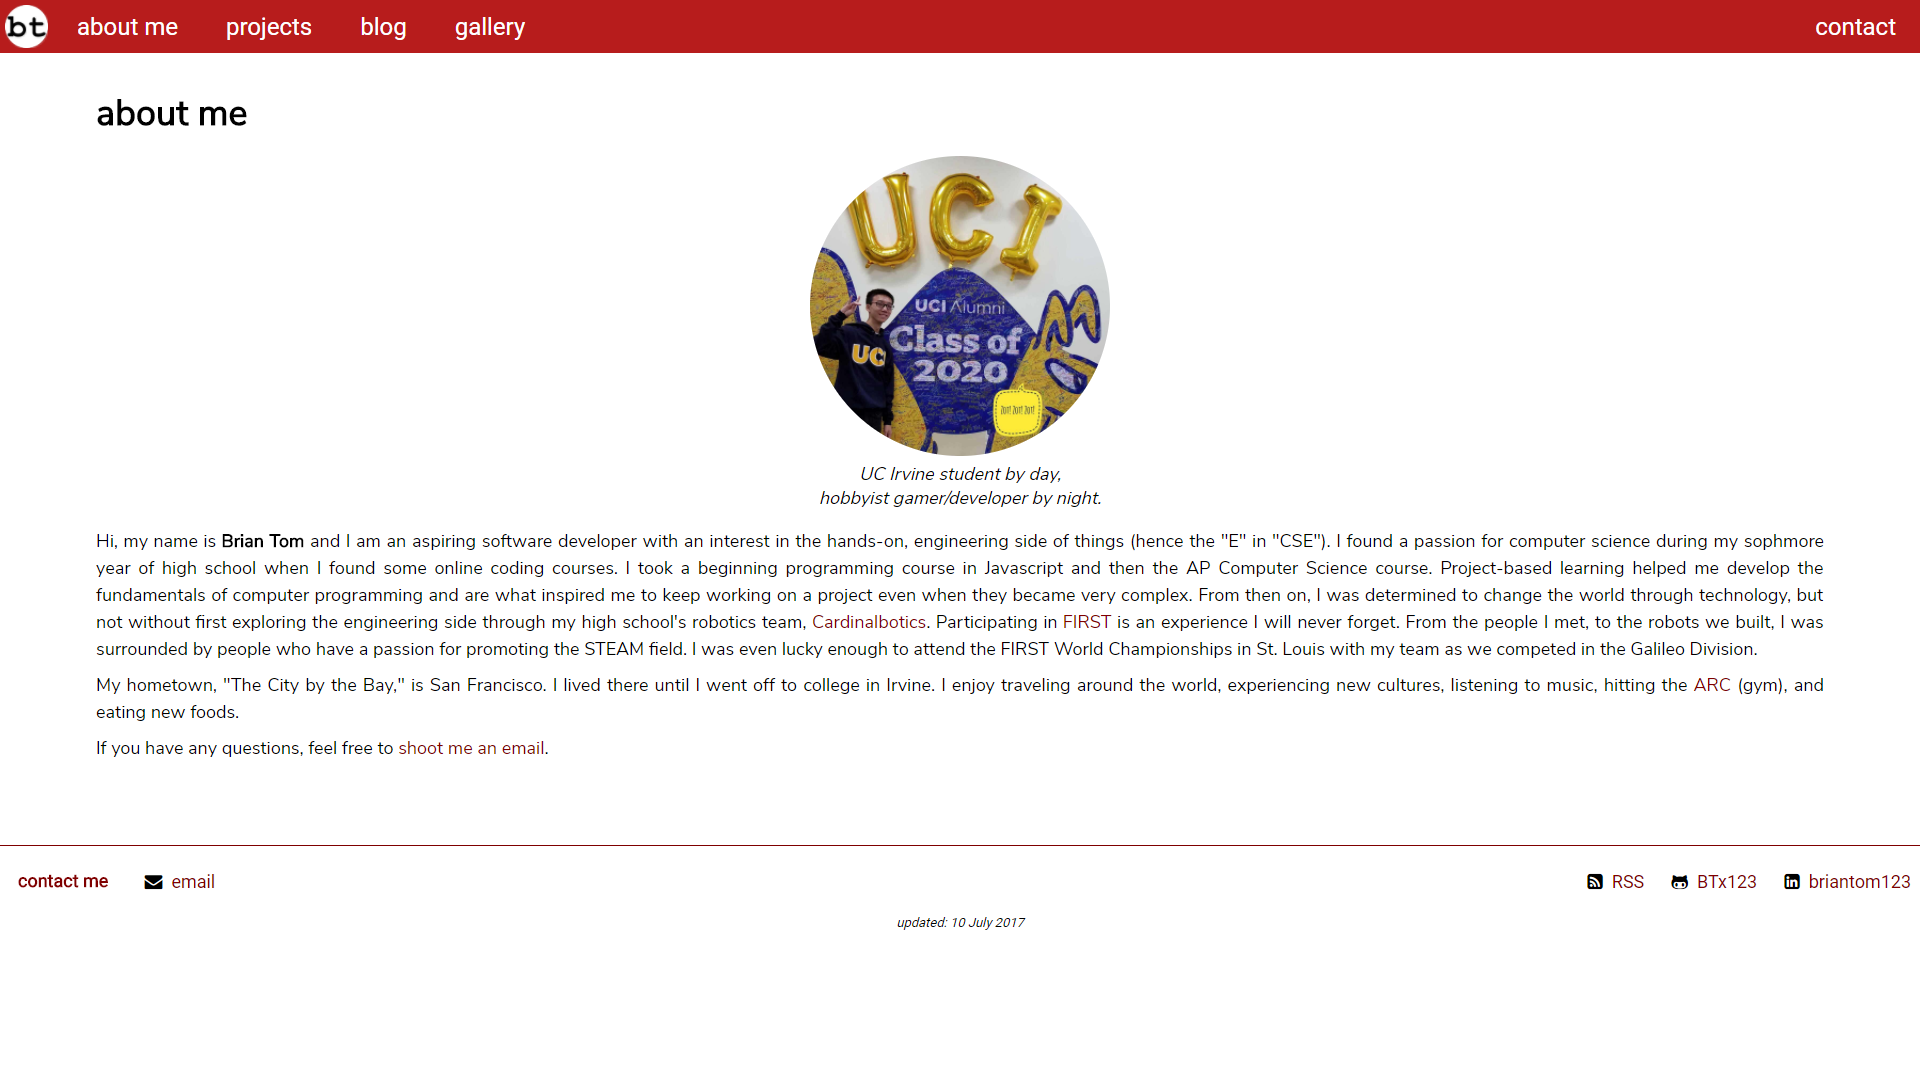 bt about me projects blog gallery contact
about me
UCI
UCI Alumni
Class of
2020
UCI
ZOT! ZOT! ZOT!
UC Irvine student by day,
hobbyist gamer/developer by night.
Hi, my name is Brian Tom and I am an aspiring software developer with an interest in the hands-on, engineering side of things (hence the "E" in "CSE"). I found a passion for computer science during my sophmore
year of high school when I found some online coding courses. I took a beginning programming course in Javascript and then the AP Computer Science course. Project-based learning helped me develop the
fundamentals of computer programming and are what inspired me to keep working on a project even when they became very complex. From then on, I was determined to change the world through technology, but
not without first exploring the engineering side through my high school's robotics team, Cardinalbotics. Participating in FIRST is an experience I will never forget. From the people I met, to the robots we built, I was
surrounded by people who have a passion for promoting the STEAM field. I was even lucky enough to attend the FIRST World Championships in St. Louis with my team as we competed in the Galileo Division.
My hometown, "The City by the Bay," is San Francisco. I lived there until I went off to college in Irvine. I enjoy traveling around the world, experiencing new cultures, listening to music, hitting the ARC (gym), and
eating new foods.
If you have any questions, feel free to shoot me an email.
contact me email RSS BTx123 briantom123
updated: 10 July 2017